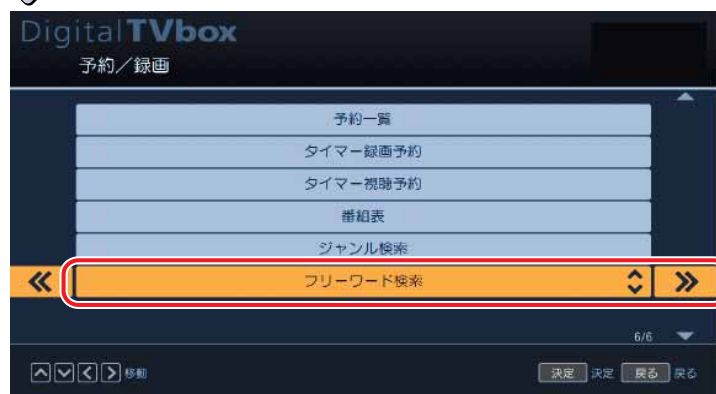 DigitalTVbox
予約／録画
予約一覧
タイマー録画予約
タイマー視聴予約
番組表
ジャンル検索
フリーワード検索
6/6
移動 決定 決定 戻る 戻る